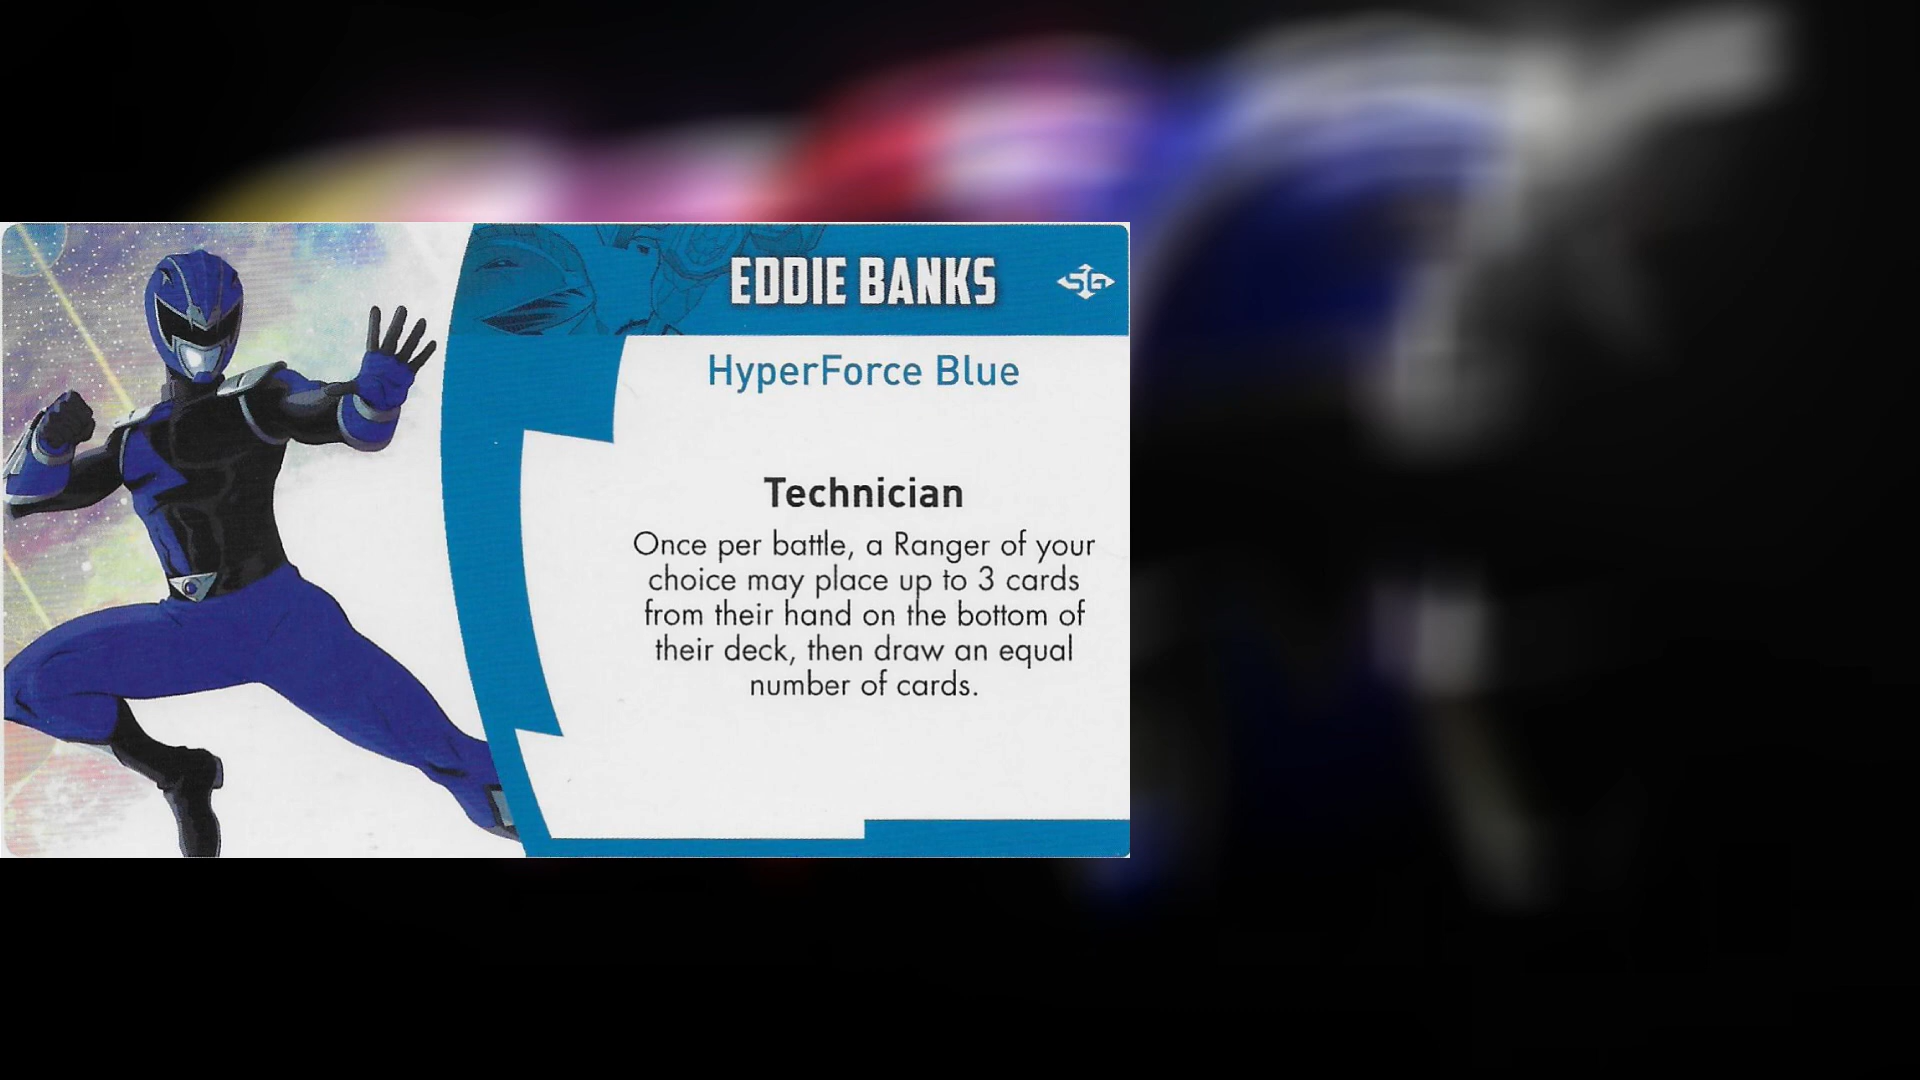 EDDIE BANKS
SG
HyperForce Blue
Technician
Once per battle, a Ranger of your
choice may place up to 3 cards
from their hand on the bottom of
their deck, then draw an equal
number of cards.